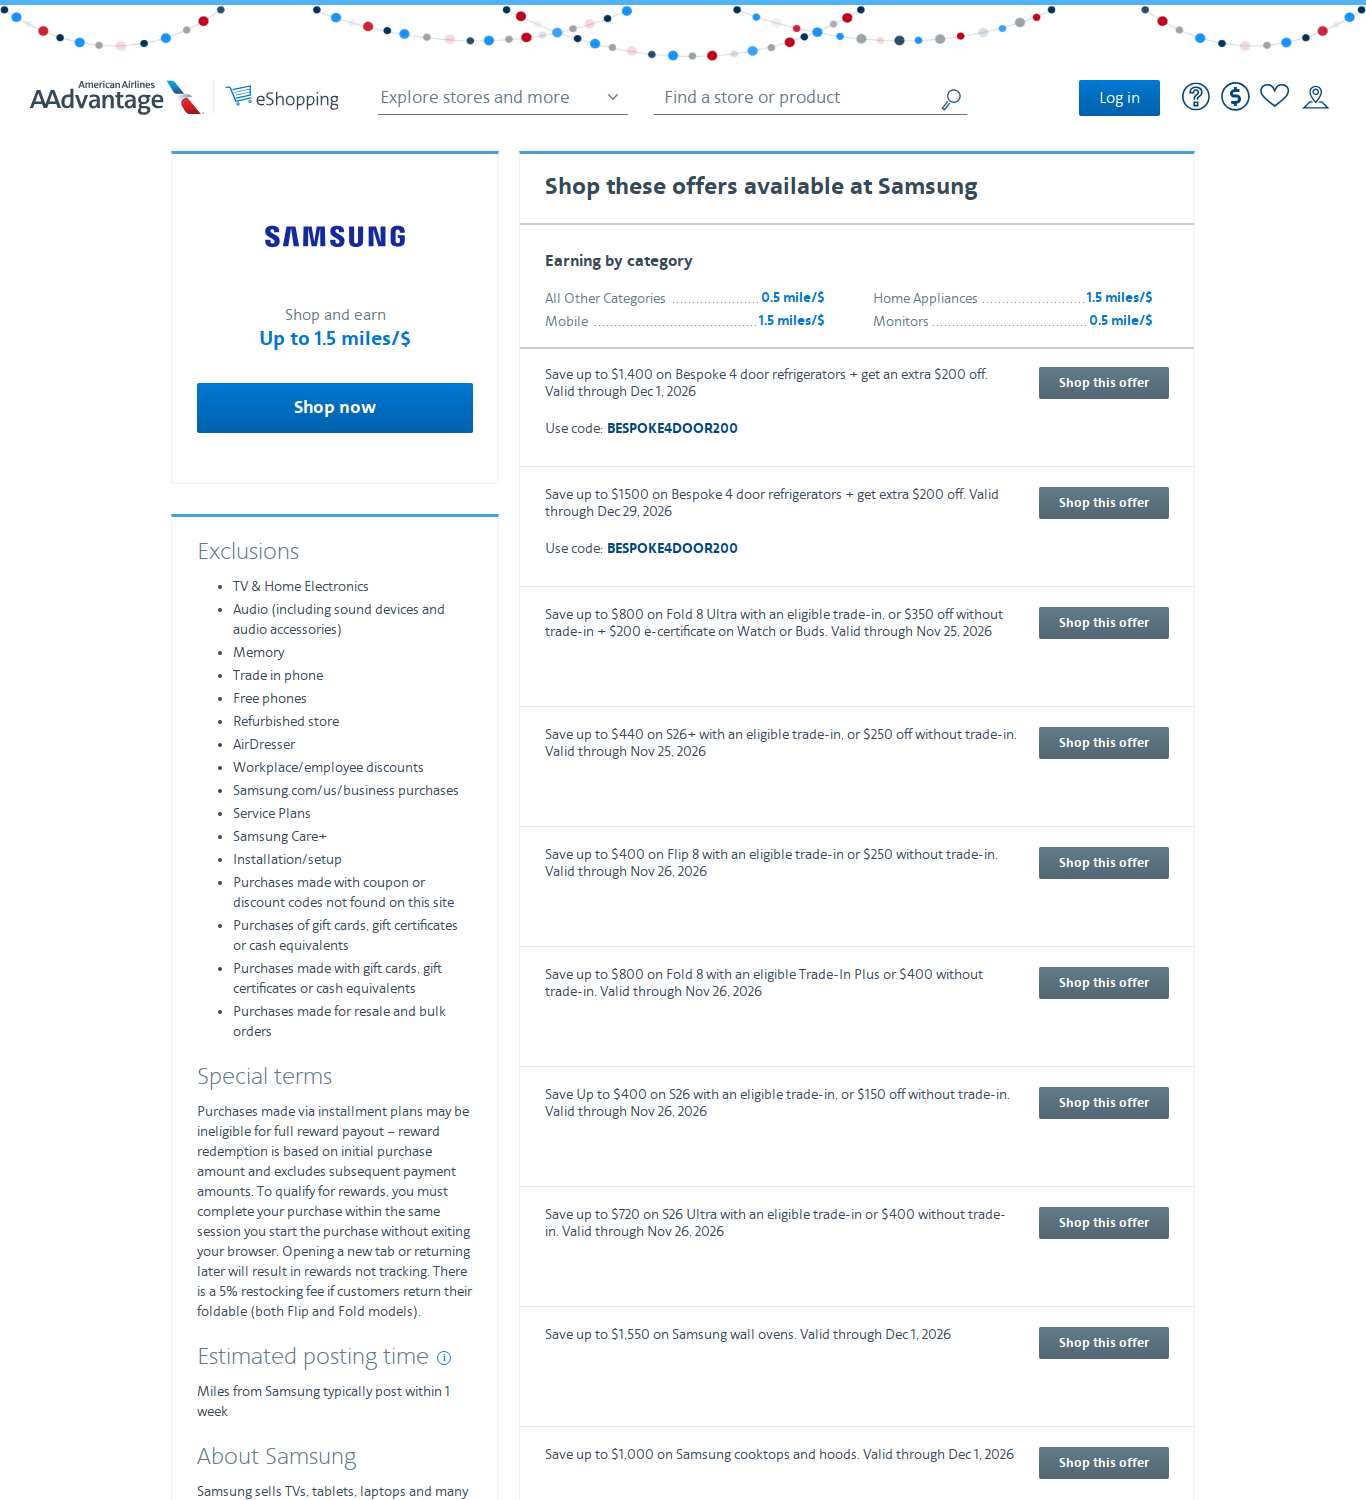 American Airlines
AAdvantage
eShopping
Explore stores and more
Find a store or product
Log in
SAMSUNG
Shop and earn
Up to 1.5 miles/$
Shop now
Exclusions
• TV & Home Electronics
• Audio (including sound devices and
audio accessories)
• Memory
• Trade in phone
• Free phones
• Refurbished store
• AirDresser
• Workplace/employee discounts
• Samsung.com/us/business purchases
• Service Plans
• Samsung Care+
• Installation/setup
• Purchases made with coupon or
discount codes not found on this site
• Purchases of gift cards, gift certificates
or cash equivalents
• Purchases made with gift cards, gift
certificates or cash equivalents
• Purchases made for resale and bulk
orders
Special terms
Purchases made via installment plans may be
ineligible for full reward payout – reward
redemption is based on initial purchase
amount and excludes subsequent payment
amounts. To qualify for rewards, you must
complete your purchase within the same
session you start the purchase without exiting
your browser. Opening a new tab or returning
later will result in rewards not tracking. There
is a 5% restocking fee if customers return their
foldable (both Flip and Fold models).
Estimated posting time
Miles from Samsung typically post within 1
week
About Samsung
Samsung sells TVs, tablets, laptops and many
Shop these offers available at Samsung
Earning by category
All Other Categories ...................... 0.5 mile/$
Mobile ......................................... 1.5 miles/$
Home Appliances .......................... 1.5 miles/$
Monitors ....................................... 0.5 mile/$
Save up to $1,400 on Bespoke 4 door refrigerators + get an extra $200 off.
Valid through Dec 1, 2026
Use code: BESPOKE4DOOR200
Shop this offer
Save up to $1500 on Bespoke 4 door refrigerators + get extra $200 off. Valid
through Dec 29, 2026
Use code: BESPOKE4DOOR200
Shop this offer
Save up to $800 on Fold 8 Ultra with an eligible trade-in, or $350 off without
trade-in + $200 e-certificate on Watch or Buds. Valid through Nov 25, 2026
Shop this offer
Save up to $440 on S26+ with an eligible trade-in, or $250 off without trade-in.
Valid through Nov 25, 2026
Shop this offer
Save up to $400 on Flip 8 with an eligible trade-in or $250 without trade-in.
Valid through Nov 26, 2026
Shop this offer
Save up to $800 on Fold 8 with an eligible Trade-In Plus or $400 without
trade-in. Valid through Nov 26, 2026
Shop this offer
Save Up to $400 on S26 with an eligible trade-in, or $150 off without trade-in.
Valid through Nov 26, 2026
Shop this offer
Save up to $720 on S26 Ultra with an eligible trade-in or $400 without trade-
in. Valid through Nov 26, 2026
Shop this offer
Save up to $1,550 on Samsung wall ovens. Valid through Dec 1, 2026
Shop this offer
Save up to $1,000 on Samsung cooktops and hoods. Valid through Dec 1, 2026
Shop this offer